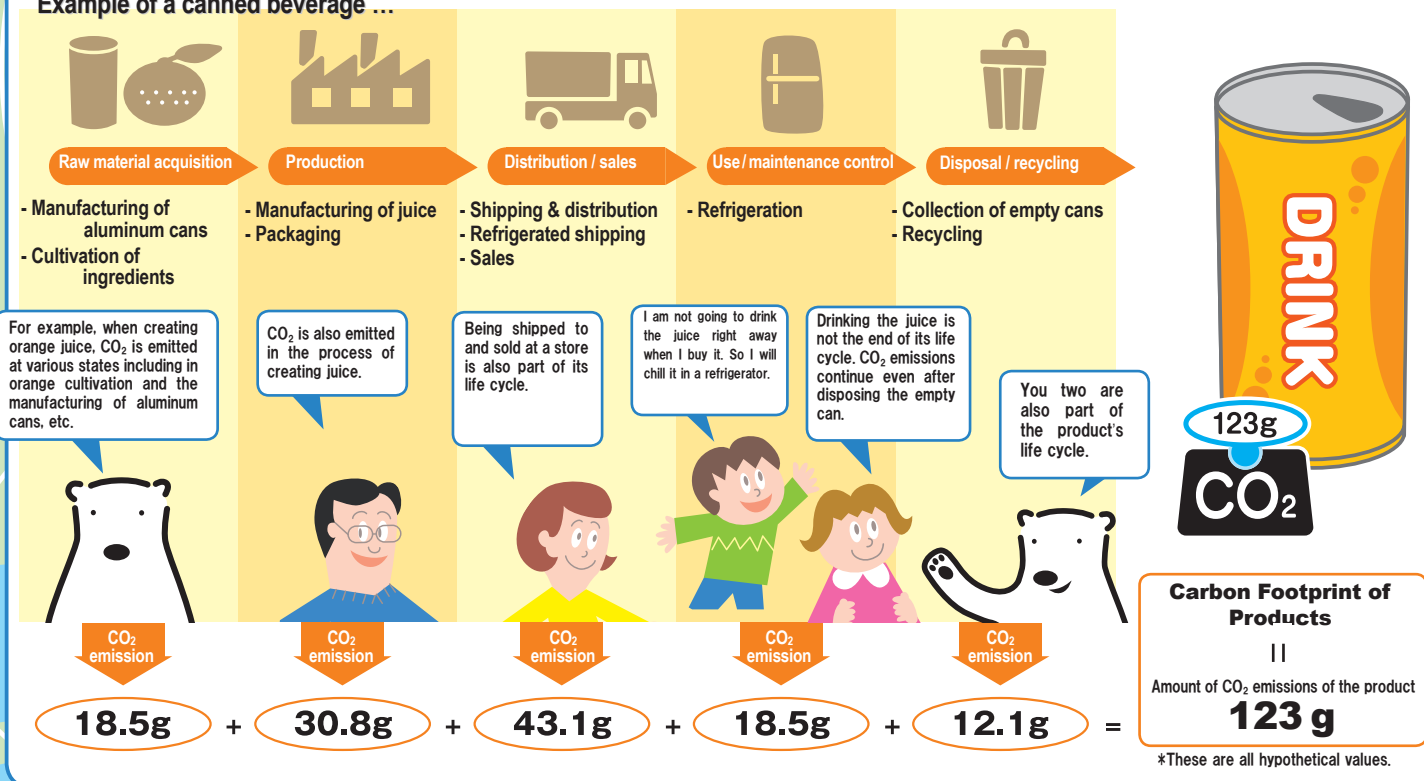 Example of a canned beverage ...
Raw material acquisition
Production
Distribution / sales
Use / maintenance control
Disposal / recycling
- Manufacturing of
aluminum cans
- Cultivation of
ingredients
- Manufacturing of juice
- Packaging
- Shipping & distribution
- Refrigerated shipping
- Sales
- Refrigeration
- Collection of empty cans
- Recycling
For example, when creating
orange juice, CO₂ is emitted
at various states including in
orange cultivation and the
manufacturing of aluminum
cans, etc.
CO₂ is also emitted
in the process of
creating juice.
Being shipped to
and sold at a store
is also part of its
life cycle.
I am not going to drink
the juice right away
when I buy it. So I will
chill it in a refrigerator.
Drinking the juice is
not the end of its life
cycle. CO₂ emissions
continue even after
disposing the empty
can.
You two are
also part of
the product's
life cycle.
DRINK
123g
CO₂
CO₂
emission
CO₂
emission
CO₂
emission
CO₂
emission
CO₂
emission
18.5g + 30.8g + 43.1g + 18.5g + 12.1g =
Carbon Footprint of
Products
=
Amount of CO₂ emissions of the product
123 g
*These are all hypothetical values.